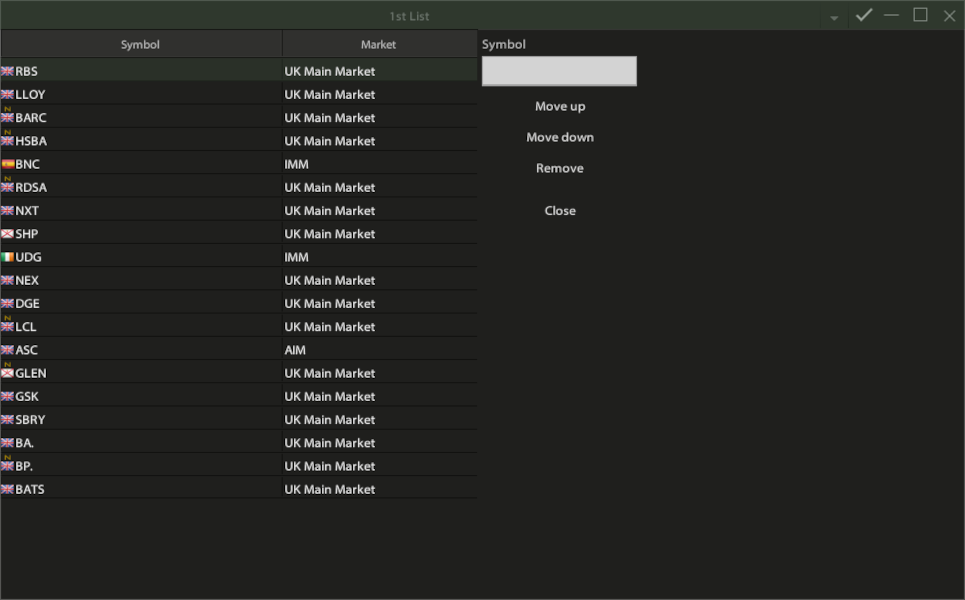 1st List
Symbol Market Symbol
RBS UK Main Market
LLOY UK Main Market
Move up
N
BARC UK Main Market
Move down
N
HSBA UK Main Market
BNC IMM
Remove
N
RDSA UK Main Market
NXT UK Main Market
Close
SHP UK Main Market
UDG IMM
NEX UK Main Market
DGE UK Main Market
N
LCL UK Main Market
ASC AIM
N
GLEN UK Main Market
GSK UK Main Market
SBRY UK Main Market
BA. UK Main Market
N
BP. UK Main Market
BATS UK Main Market